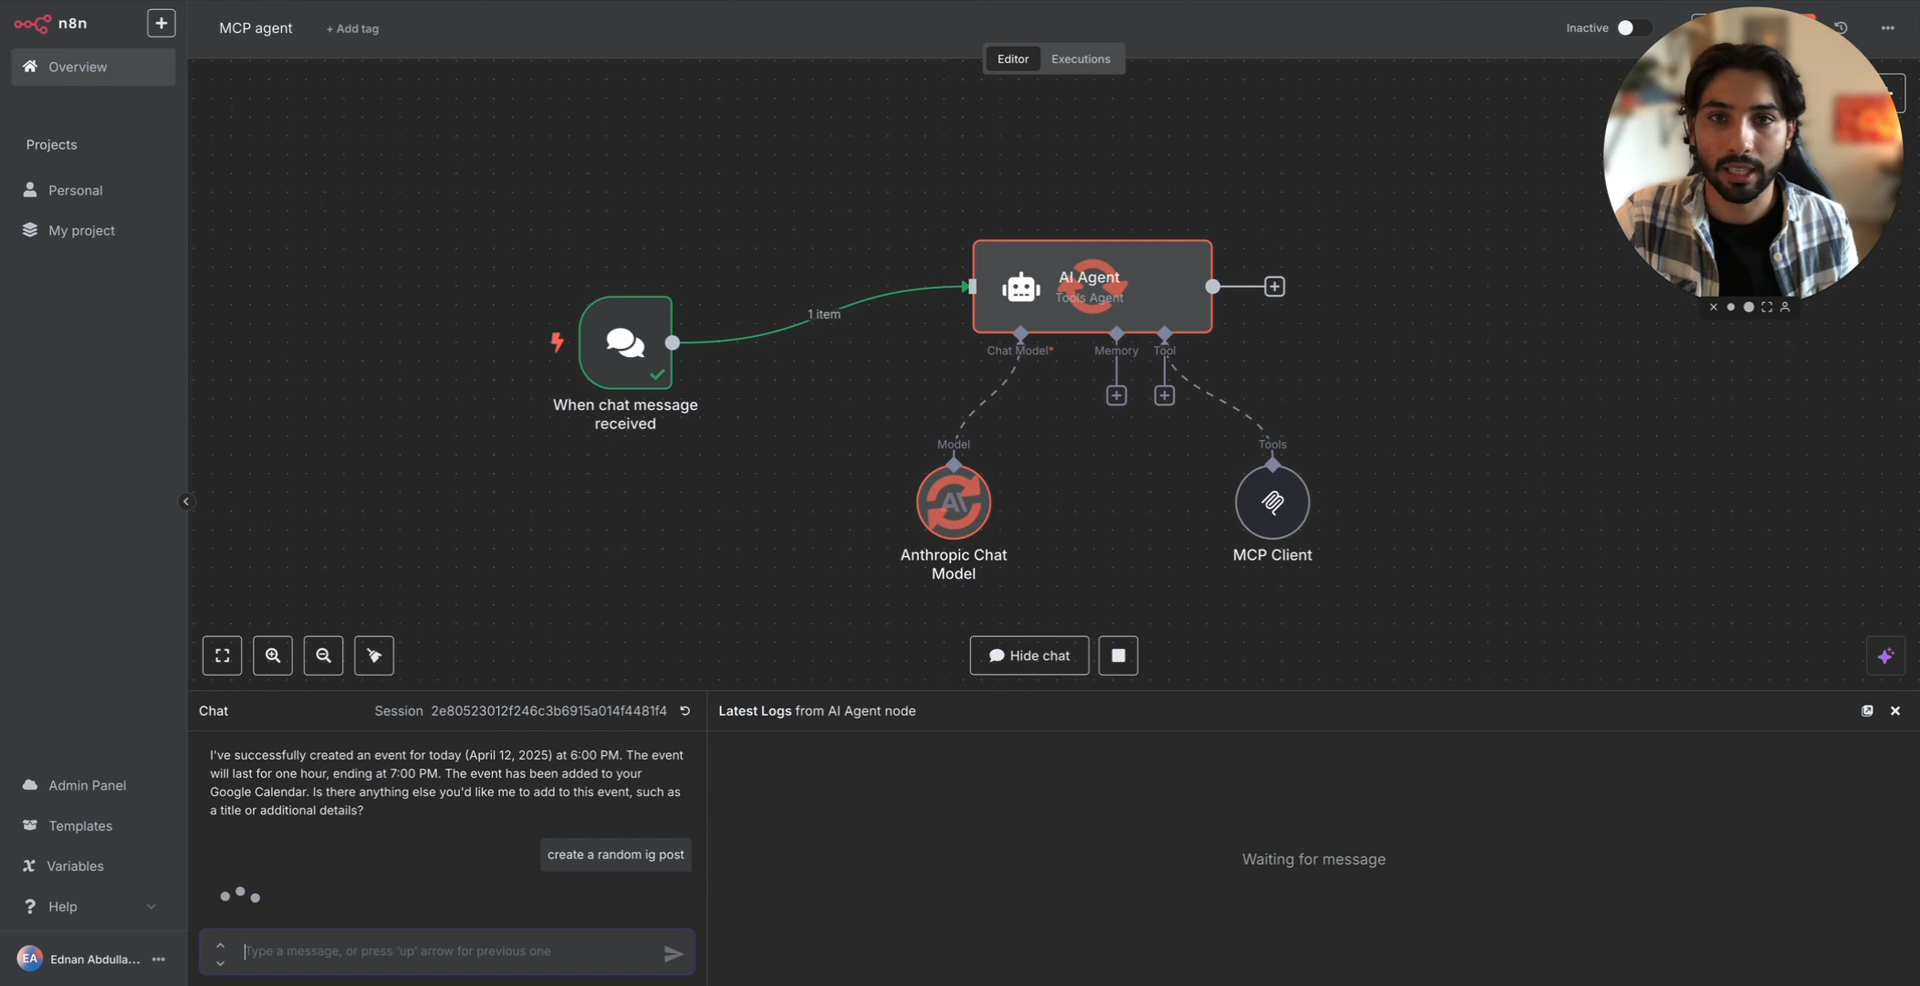 n8n
Overview
Projects
Personal
My project
Admin Panel
Templates
Variables
Help
EA
Ednan Abdulla...
MCP agent
+ Add tag
Inactive
Editor
Executions
1 item
When chat message
received
AI Agent
Tools Agent
Chat Model*
Memory
Tool
Model
Tools
Anthropic Chat
Model
MCP Client
Hide chat
Chat
Session 2e80523012f246c3b6915a014f4481f4
I've successfully created an event for today (April 12, 2025) at 6:00 PM. The event
will last for one hour, ending at 7:00 PM. The event has been added to your
Google Calendar. Is there anything else you'd like me to add to this event, such as
a title or additional details?
create a random ig post
Type a message, or press 'up' arrow for previous one
Latest Logs from AI Agent node
Waiting for message